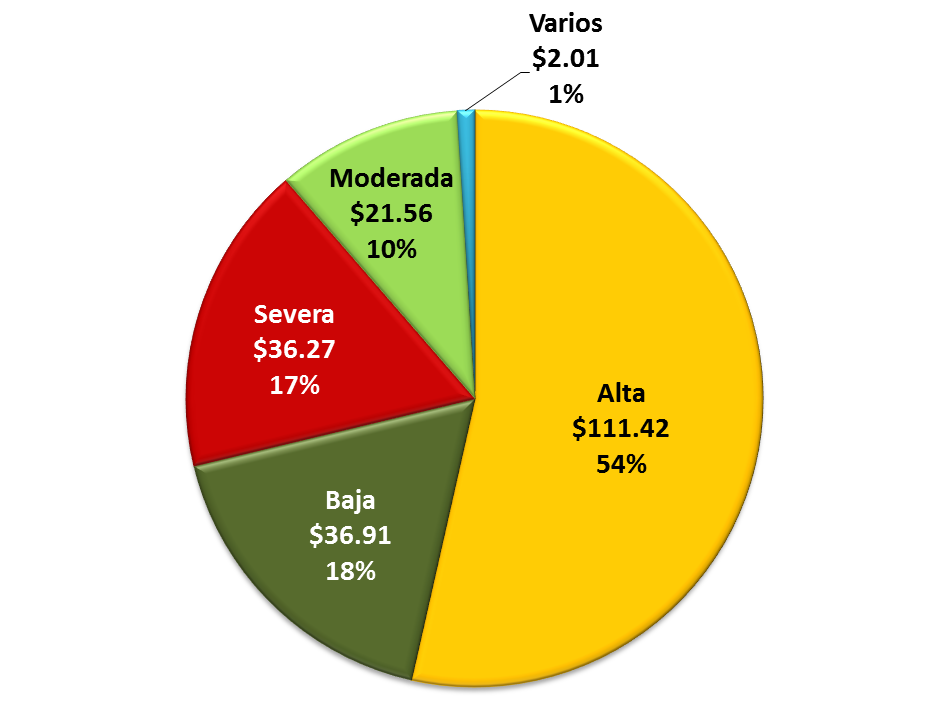 Varios
$2.01
1%
Moderada
$21.56
10%
Severa
$36.27
17%
Alta
$111.42
54%
Baja
$36.91
18%